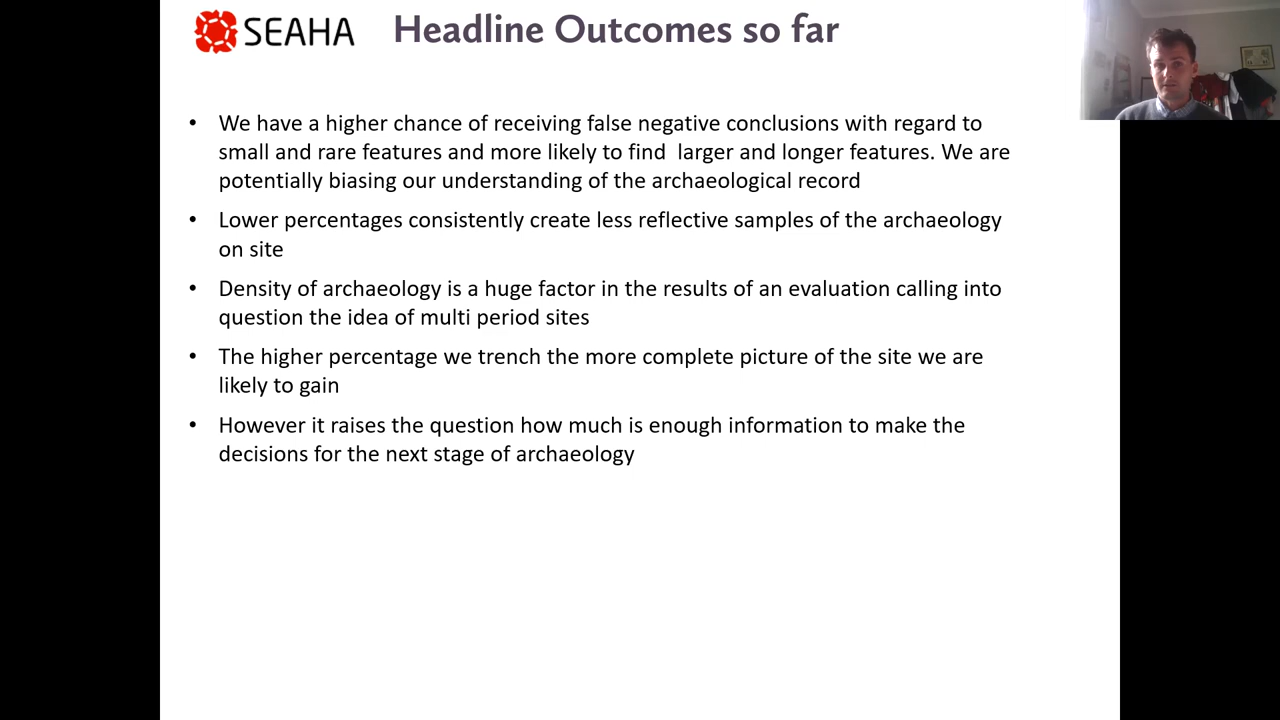 SEAHA
Headline Outcomes so far
• We have a higher chance of receiving false negative conclusions with regard to
small and rare features and more likely to find larger and longer features. We are
potentially biasing our understanding of the archaeological record
• Lower percentages consistently create less reflective samples of the archaeology
on site
• Density of archaeology is a huge factor in the results of an evaluation calling into
question the idea of multi period sites
• The higher percentage we trench the more complete picture of the site we are
likely to gain
• However it raises the question how much is enough information to make the
decisions for the next stage of archaeology